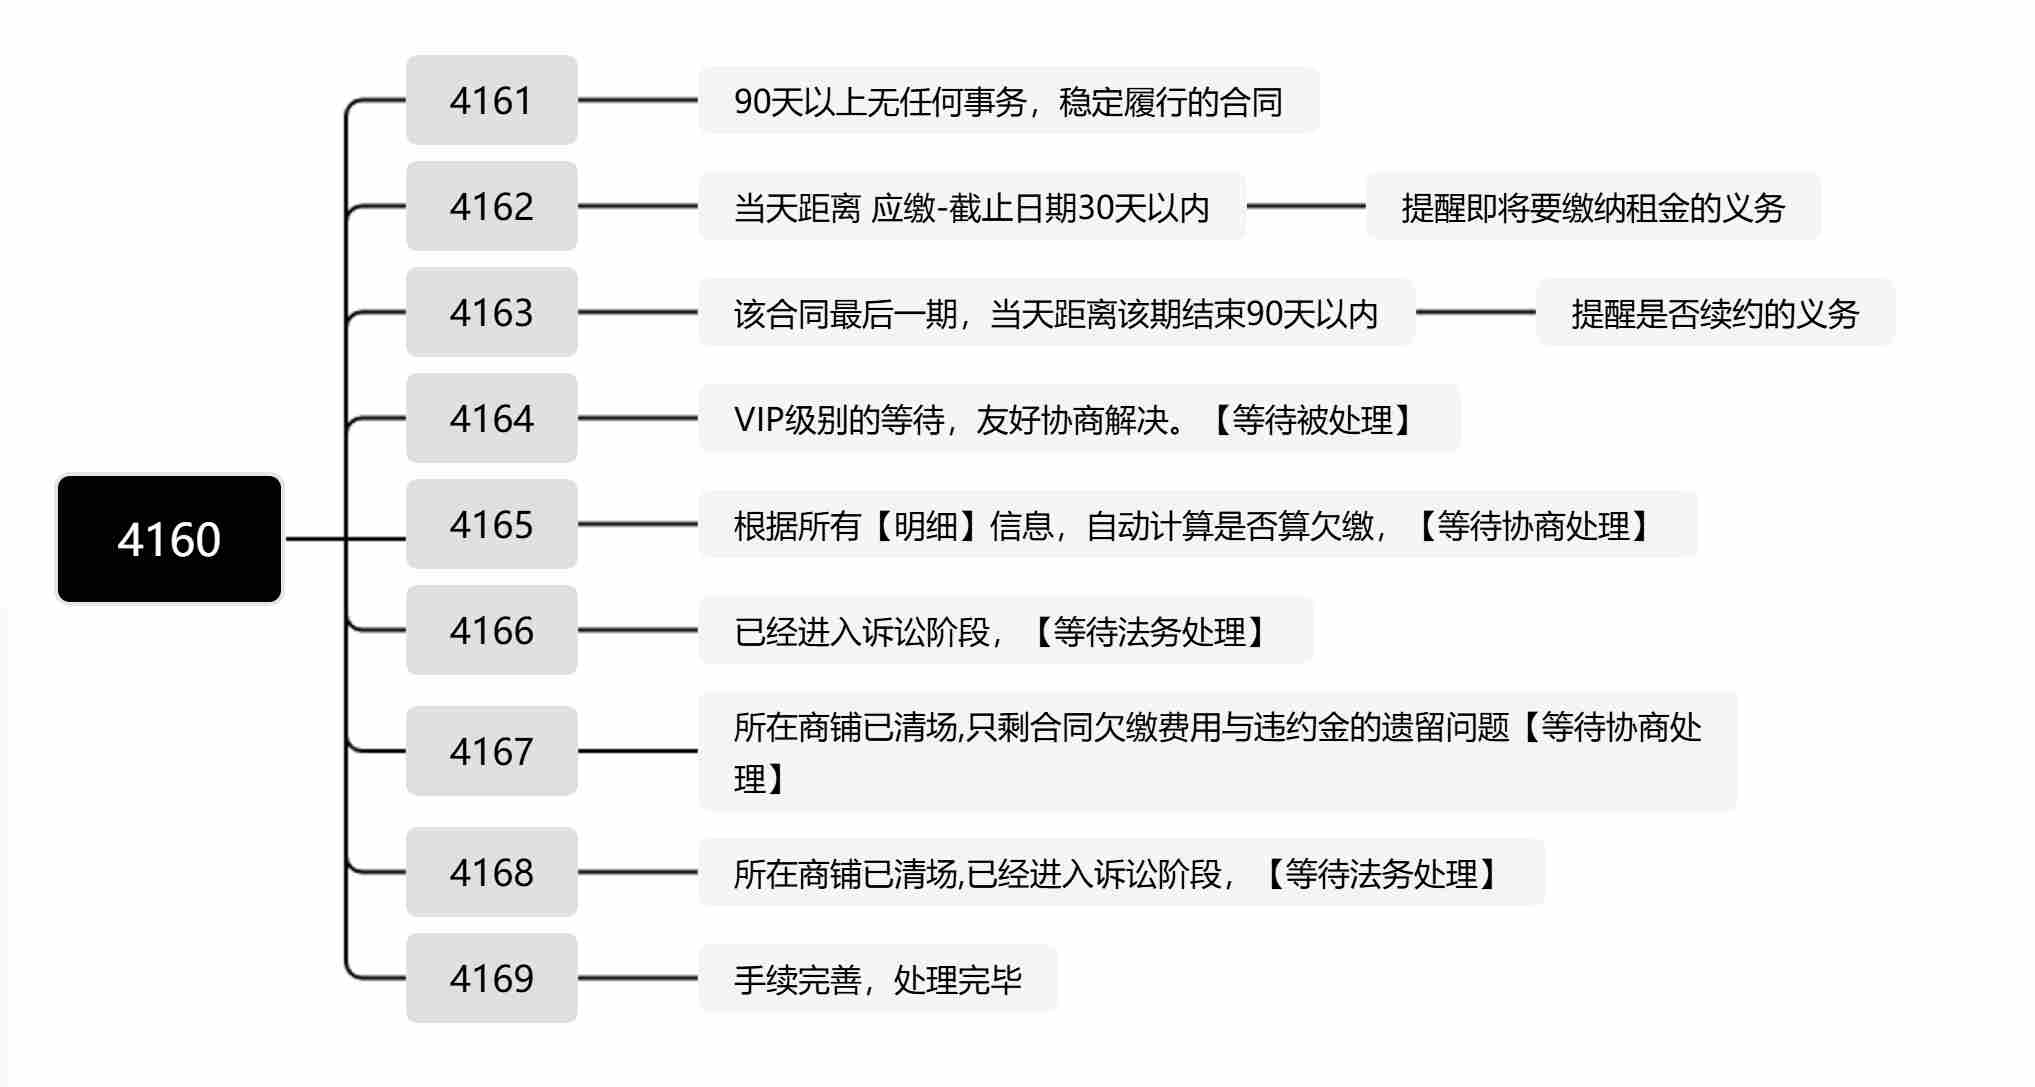 4160
4161
90天以上无任何事务，稳定履行的合同
4162
当天距离 应缴-截止日期30天以内
提醒即将要缴纳租金的义务
4163
该合同最后一期，当天距离该期结束90天以内
提醒是否续约的义务
4164
VIP级别的等待，友好协商解决。【等待被处理】
4165
根据所有【明细】信息，自动计算是否算欠缴，【等待协商处理】
4166
已经进入诉讼阶段，【等待法务处理】
4167
所在商铺已清场,只剩合同欠缴费用与违约金的遗留问题【等待协商处
理】
4168
所在商铺已清场,已经进入诉讼阶段，【等待法务处理】
4169
手续完善，处理完毕